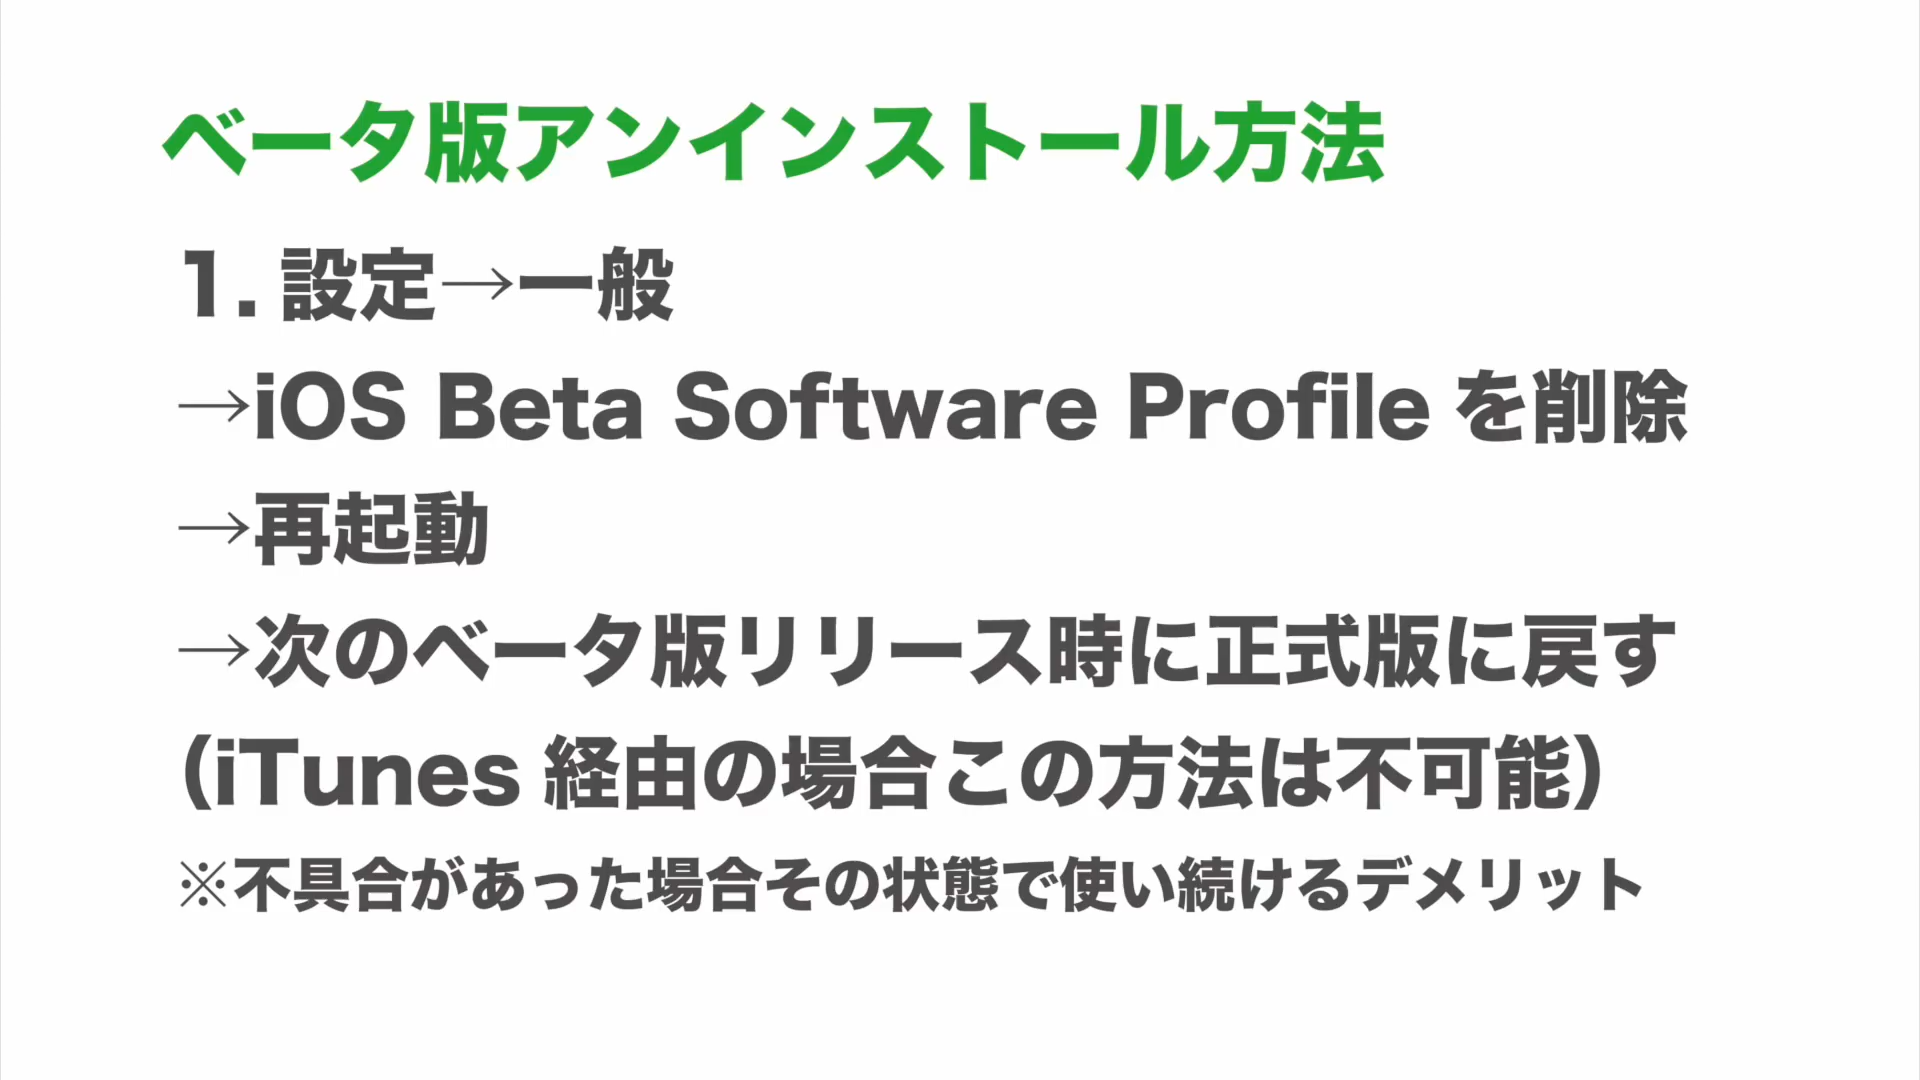 ベータ版アンインストール方法
1. 設定→一般
→iOS Beta Software Profile を削除
→再起動
→次のベータ版リリース時に正式版に戻す
（iTunes 経由の場合この方法は不可能）
※不具合があった場合その状態で使い続けるデメリット